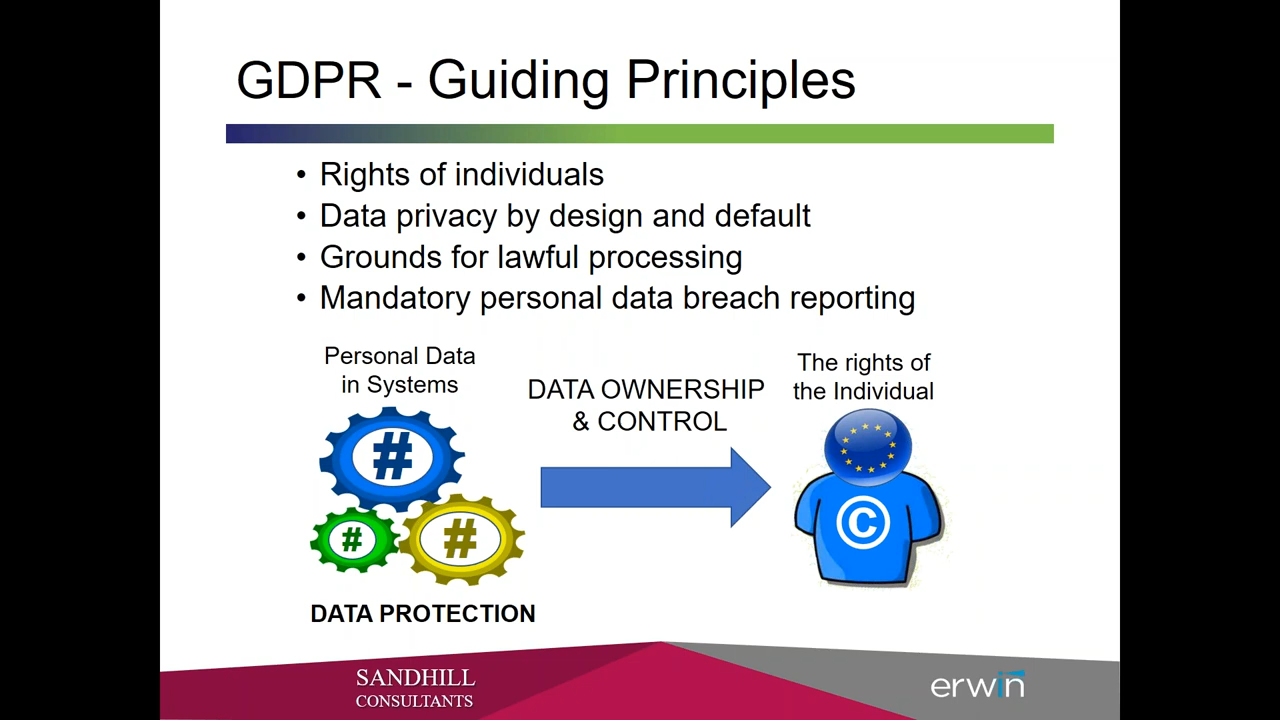 GDPR - Guiding Principles
• Rights of individuals
• Data privacy by design and default
• Grounds for lawful processing
• Mandatory personal data breach reporting
Personal Data
in Systems
DATA OWNERSHIP
& CONTROL
The rights of
the Individual
#
#
#
©
DATA PROTECTION
SANDHILL
CONSULTANTS
erwin